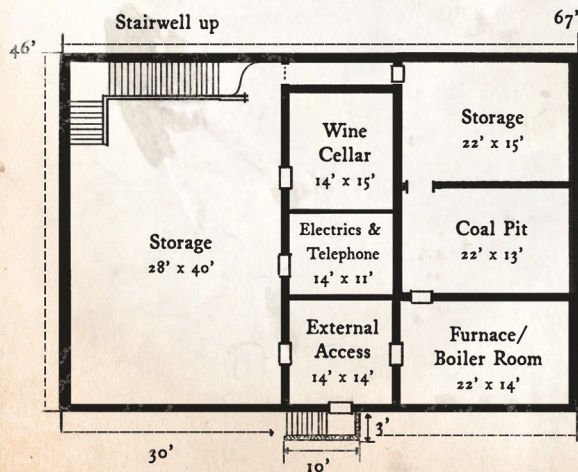 Stairwell up
67'
46'
Wine
Cellar
14' x 15'
Storage
22' x 15'
Storage
28' x 40'
Electrics &
Telephone
14' x 11'
Coal Pit
22' x 13'
External
Access
14' x 14'
Furnace/
Boiler Room
22' x 14'
3'
30'
10'